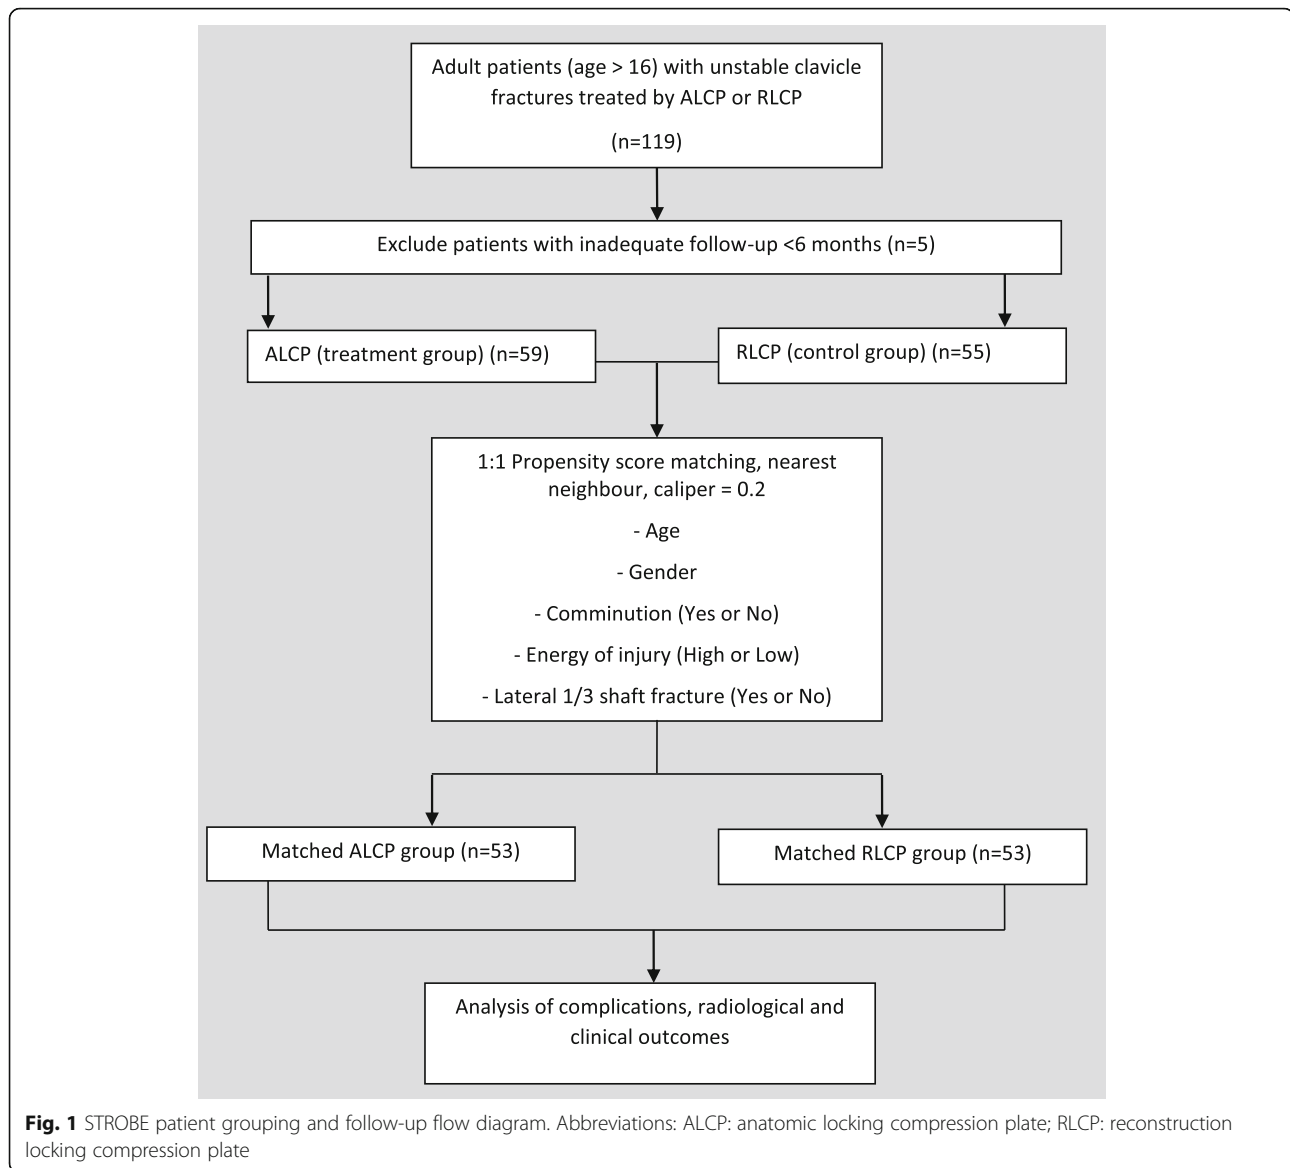 Adult patients (age > 16) with unstable clavicle
fractures treated by ALCP or RLCP
(n=119)
Exclude patients with inadequate follow-up <6 months (n=5)
ALCP (treatment group) (n=59)
RLCP (control group) (n=55)
1:1 Propensity score matching, nearest
neighbour, caliper = 0.2
- Age
- Gender
- Comminution (Yes or No)
- Energy of injury (High or Low)
- Lateral 1/3 shaft fracture (Yes or No)
Matched ALCP group (n=53)
Matched RLCP group (n=53)
Analysis of complications, radiological and
clinical outcomes
Fig. 1 STROBE patient grouping and follow-up flow diagram. Abbreviations: ALCP: anatomic locking compression plate; RLCP: reconstruction
locking compression plate